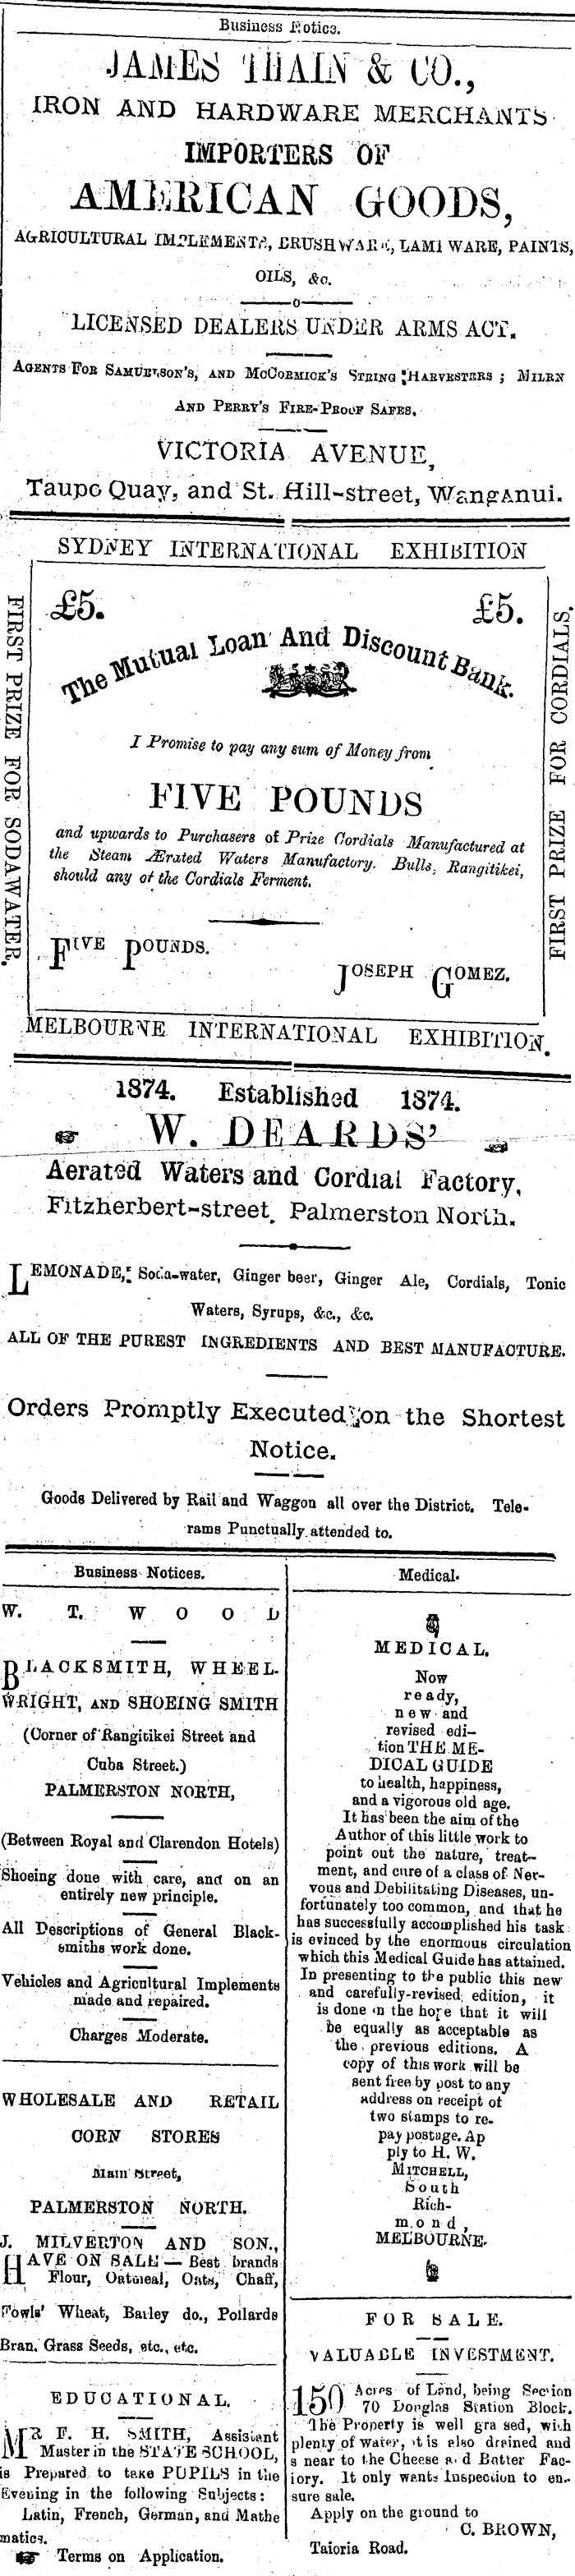 Business Notice.
JAMES THAIN & CO.,
IRON AND HARDWARE MERCHANTS
IMPORTERS OF
AMERICAN GOODS,
AGRICULTURAL IMPLEMENTS, BRUSHWARE, LAMP WARE, PAINTS,
OILS, &c.
LICENSED DEALERS UNDER ARMS ACT.
AGENTS FOR SAMUELSON'S, AND MCCORMICK'S STRING HARVESTERS ; MILEN
AND PERRY'S FIRE-PROOF SAFES.
VICTORIA AVENUE,
Taupo Quay, and St. Hill-street, Wanganui.
SYDNEY INTERNATIONAL EXHIBITION
FIRST PRIZE FOR SODAWATER.
£5. £5.
The Mutual Loan And Discount Bank.
I Promise to pay any sum of Money from
FIVE POUNDS
and upwards to Purchasers of Prize Cordials Manufactured at
the Steam Ærated Waters Manufactory. Bulls, Rangitikei,
should any of the Cordials Ferment.
FIVE POUNDS.
JOSEPH GOMEZ.
FIRST PRIZE FOR CORDIALS.
MELBOURNE INTERNATIONAL EXHIBITION.
1874. Established 1874.
W. DEARDS'
Aerated Waters and Cordial Factory,
Fitzherbert-street, Palmerston North.
LEMONADE, Soda-water, Ginger beer, Ginger Ale, Cordials, Tonic
Waters, Syrups, &c., &c.
ALL OF THE PUREST INGREDIENTS AND BEST MANUFACTURE.
Orders Promptly Executed on the Shortest
Notice.
Goods Delivered by Rail and Waggon all over the District. Tele-
rams Punctually attended to.
Business Notices.
W. T. WOOD
BLACKSMITH, WHEEL-
WRIGHT, AND SHOEING SMITH
(Corner of Rangitikei Street and
Cuba Street.)
PALMERSTON NORTH,
(Between Royal and Clarendon Hotels)
Shoeing done with care, and on an
entirely new principle.
All Descriptions of General Black-
smiths work done.
Vehicles and Agricultural Implements
made and repaired.
Charges Moderate.
WHOLESALE AND RETAIL
CORN STORES
Main Street,
PALMERSTON NORTH.
J. MILVERTON AND SON.,
HAVE ON SALE — Best brands
Flour, Oatmeal, Oats, Chaff,
Fowls' Wheat, Barley do., Pollards
Bran. Grass Seeds, etc., etc.
EDUCATIONAL.
MR F. H. SMITH, Assistant
Master in the STATE SCHOOL,
is Prepared to take PUPILS in the
Evening in the following Subjects:
Latin, French, German, and Mathe
matics.
Terms on Application.
Medical.
MEDICAL.
Now
ready,
new and
revised edi-
tion THE ME-
DICAL GUIDE
to health, happiness,
and a vigorous old age.
It has been the aim of the
Author of this little work to
point out the nature, treat-
ment, and cure of a class of Ner-
vous and Debilitating Diseases, un-
fortunately too common, and that he
has successfully accomplished his task
is evinced by the enormous circulation
which this Medical Guide has attained.
In presenting to the public this new
and carefully-revised edition, it
is done in the hope that it will
be equally as acceptable as
the previous editions. A
copy of this work will be
sent free by post to any
address on receipt of
two stamps to re-
pay postage. Ap
ply to H. W.
MITCHELL,
South
Rich-
mond,
MELBOURNE.
FOR SALE.
VALUABLE INVESTMENT.
150 Acres of Land, being Section
70 Douglas Station Block.
The Property is well gra sed, with
plenty of water, it is also drained and
s near to the Cheese and Butter Fac-
tory. It only wants Inspection to en-
sure sale.
Apply on the ground to
C. BROWN,
Taioria Road.